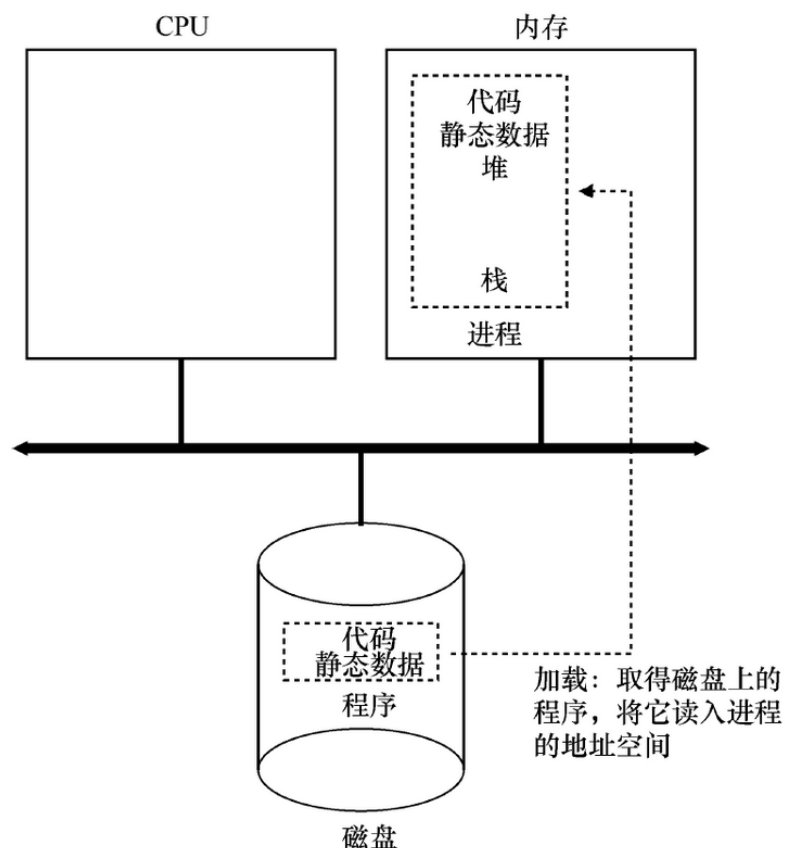 CPU
内存
代码
静态数据
堆
栈
进程
代码
静态数据
程序
加载：取得磁盘上的
程序，将它读入进程
的地址空间
磁盘